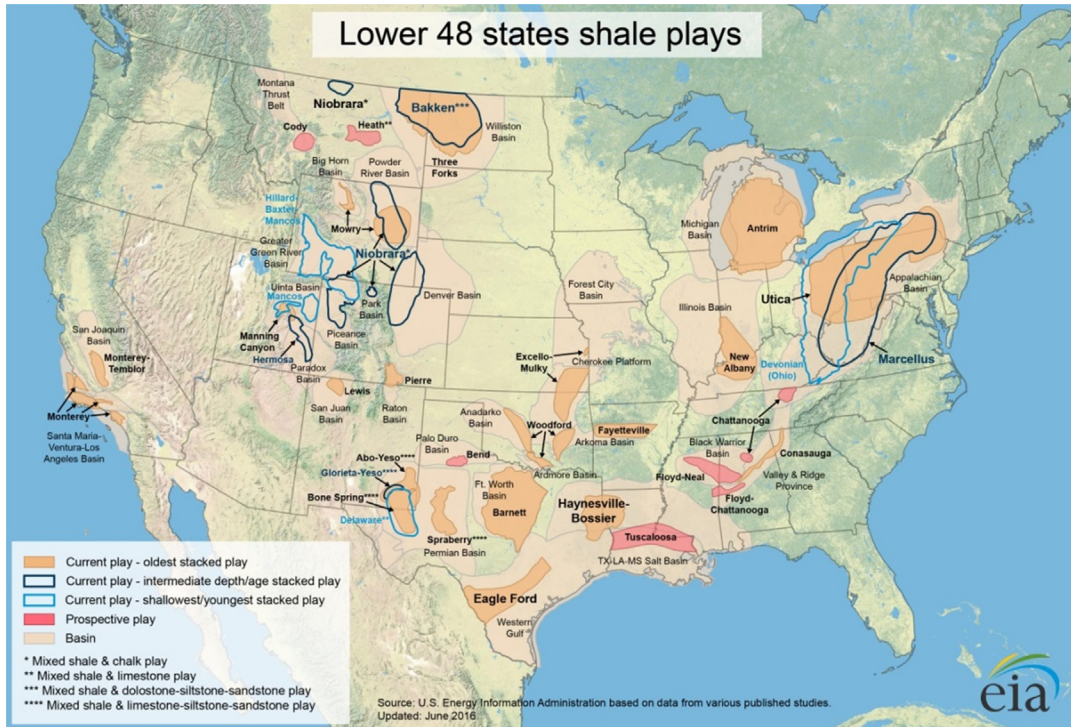 Lower 48 states shale plays
Montana
Thrust
Belt
Niobrara*
Bakken***
Williston
Basin
Cody
Heath**
Big Horn
Basin
Powder
River Basin
Three
Forks
Hillard-
Baxter-
Mancos
Mowry
Greater
Green River
Basin
Niobrara*
Uinta Basin
Mancos
Park
Basin
Denver Basin
Manning
Canyon
Piceance
Basin
Hermosa
Paradox
Basin
San Joaquin
Basin
Monterey-
Temblor
Monterey
Santa Maria-
Ventura-Los
Angeles Basin
Lewis
San Juan
Basin
Pierre
Raton
Basin
Michigan
Basin
Antrim
Forest City
Basin
Illinois Basin
New
Albany
Utica
Appalachian
Basin
Devonian
(Ohio)
Marcellus
Excello-
Mulky
Cherokee Platform
Anadarko
Basin
Woodford
Fayetteville
Arkoma Basin
Ardmore Basin
Palo Duro
Basin
Bend
Abo-Yeso****
Glorieta-Yeso****
Bone Spring****
Delaware**
Ft. Worth
Basin
Barnett
Spraberry****
Permian Basin
Haynesville-
Bossier
Tuscaloosa
TX-LA-MS Salt Basin
Eagle Ford
Western
Gulf
Chattanooga
Black Warrior
Basin
Conasauga
Floyd-Neal
Valley & Ridge
Province
Floyd-
Chattanooga
Current play - oldest stacked play
Current play - intermediate depth/age stacked play
Current play - shallowest/youngest stacked play
Prospective play
Basin
* Mixed shale & chalk play
** Mixed shale & limestone play
*** Mixed shale & dolostone-siltstone-sandstone play
**** Mixed shale & limestone-siltstone-sandstone play
Source: U.S. Energy Information Administration based on data from various published studies.
Updated: June 2016
eia